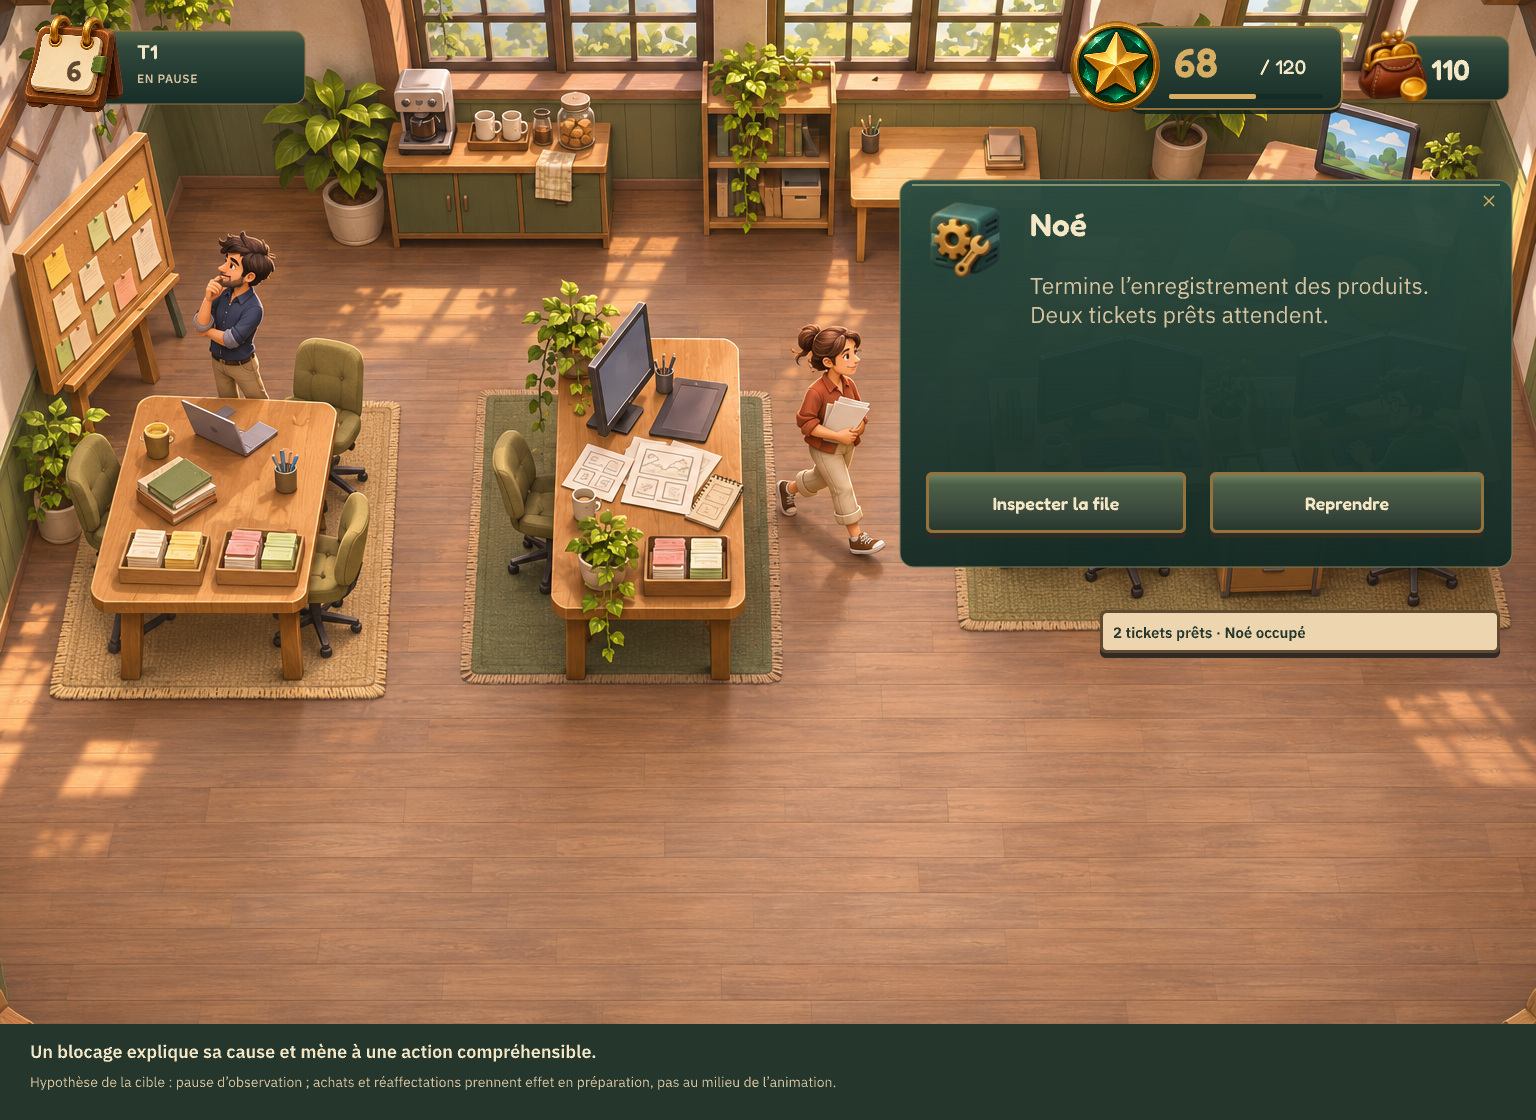 6
T1
EN PAUSE
68
/ 120
110
×
Noé
Termine l’enregistrement des produits.
Deux tickets prêts attendent.
Inspecter la file
Reprendre
2 tickets prêts · Noé occupé
Un blocage explique sa cause et mène à une action compréhensible.
Hypothèse de la cible : pause d’observation ; achats et réaffectations prennent effet en préparation, pas au milieu de l’animation.